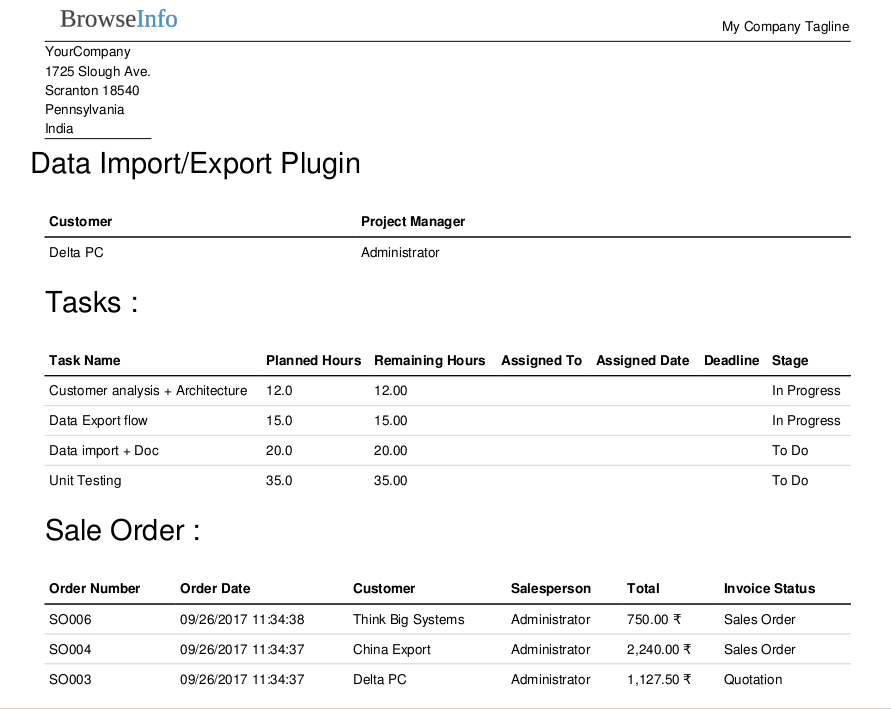 BrowseInfo
My Company Tagline
YourCompany
1725 Slough Ave.
Scranton 18540
Pennsylvania
India
Data Import/Export Plugin
Customer Project Manager
Delta PC Administrator
Tasks :
Task Name Planned Hours Remaining Hours Assigned To Assigned Date Deadline Stage
Customer analysis + Architecture 12.0 12.00 In Progress
Data Export flow 15.0 15.00 In Progress
Data import + Doc 20.0 20.00 To Do
Unit Testing 35.0 35.00 To Do
Sale Order :
Order Number Order Date Customer Salesperson Total Invoice Status
SO006 09/26/2017 11:34:38 Think Big Systems Administrator 750.00 ₹ Sales Order
SO004 09/26/2017 11:34:37 China Export Administrator 2,240.00 ₹ Sales Order
SO003 09/26/2017 11:34:37 Delta PC Administrator 1,127.50 ₹ Quotation